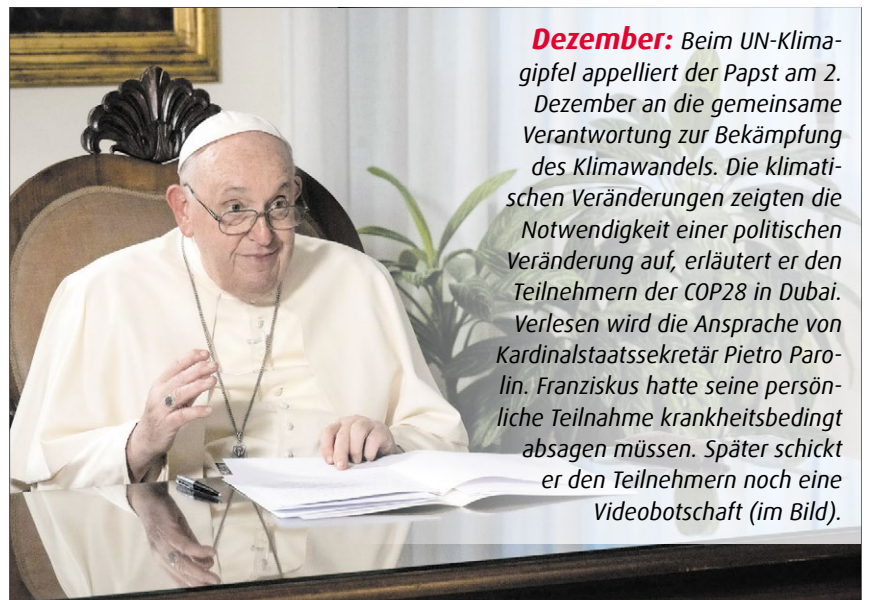 Dezember: Beim UN-Klima-
gipfel appelliert der Papst am 2.
Dezember an die gemeinsame
Verantwortung zur Bekämpfung
des Klimawandels. Die klimati-
schen Veränderungen zeigten die
Notwendigkeit einer politischen
Veränderung auf, erläutert er den
Teilnehmern der COP28 in Dubai.
Verlesen wird die Ansprache von
Kardinalstaatssekretär Pietro Paro-
lin. Franziskus hatte seine persön-
liche Teilnahme krankheitsbedingt
absagen müssen. Später schickt
er den Teilnehmern noch eine
Videobotschaft (im Bild).